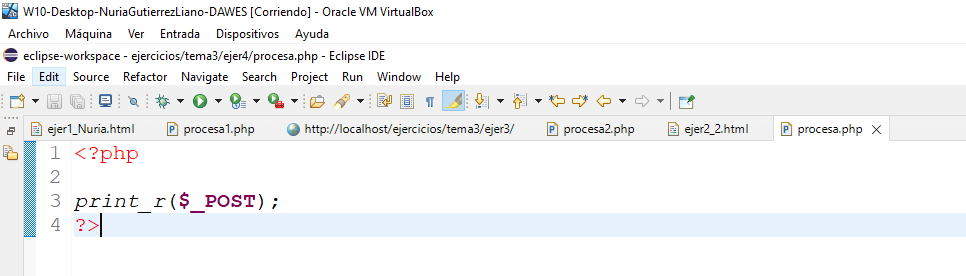 W10-Desktop-NuriaGutierrezLiano-DAWES [Corriendo] - Oracle VM VirtualBox
Archivo Máquina Ver Entrada Dispositivos Ayuda
eclipse-workspace - ejercicios/tema3/ejer4/procesa.php - Eclipse IDE
File Edit Source Refactor Navigate Search Project Run Window Help
ejer1_Nuria.html procesa1.php http://localhost/ejercicios/tema3/ejer3/ procesa2.php ejer2_2.html procesa.php
1 <?php
2
3 print_r($_POST);
4 ?>